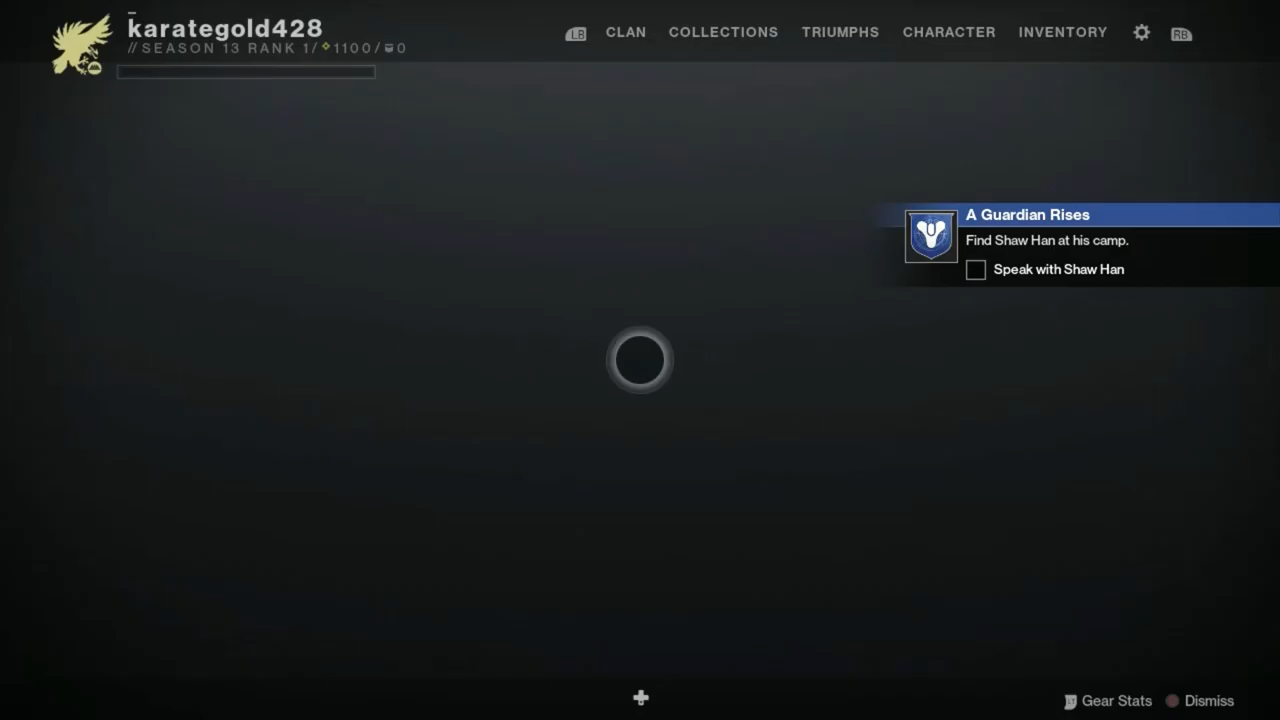 karategold428
//SEASON 13 RANK 1/1100/0
LB CLAN COLLECTIONS TRIUMPHS CHARACTER INVENTORY RB
A Guardian Rises
Find Shaw Han at his camp.
Speak with Shaw Han
LT Gear Stats Dismiss